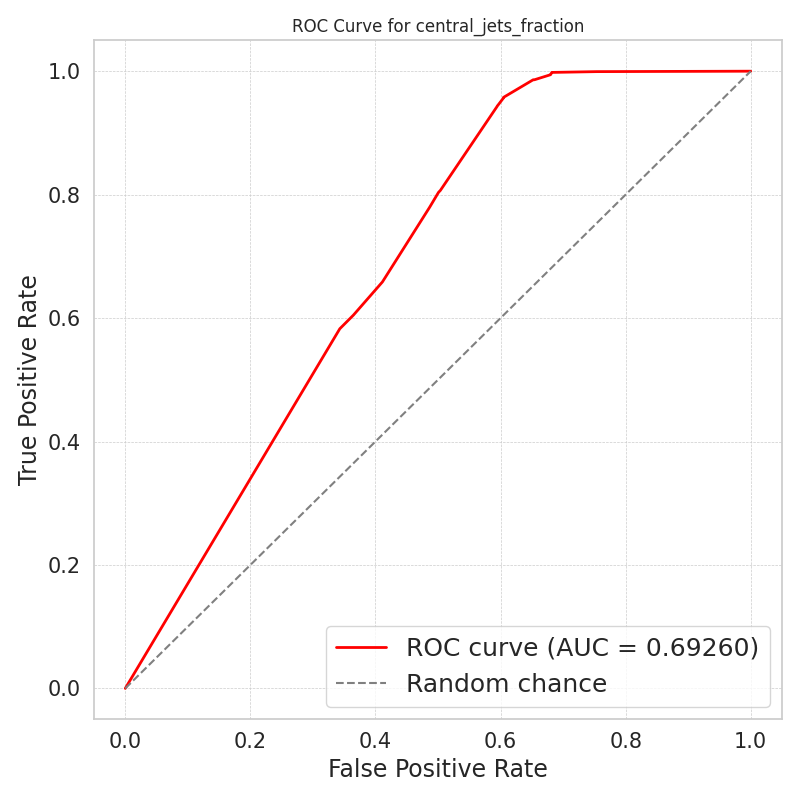 ROC Curve for central_jets_fraction
True Positive Rate
1.0
0.8
0.6
0.4
0.2
0.0
ROC curve (AUC = 0.69260)
Random chance
0.0 0.2 0.4 0.6 0.8 1.0
False Positive Rate